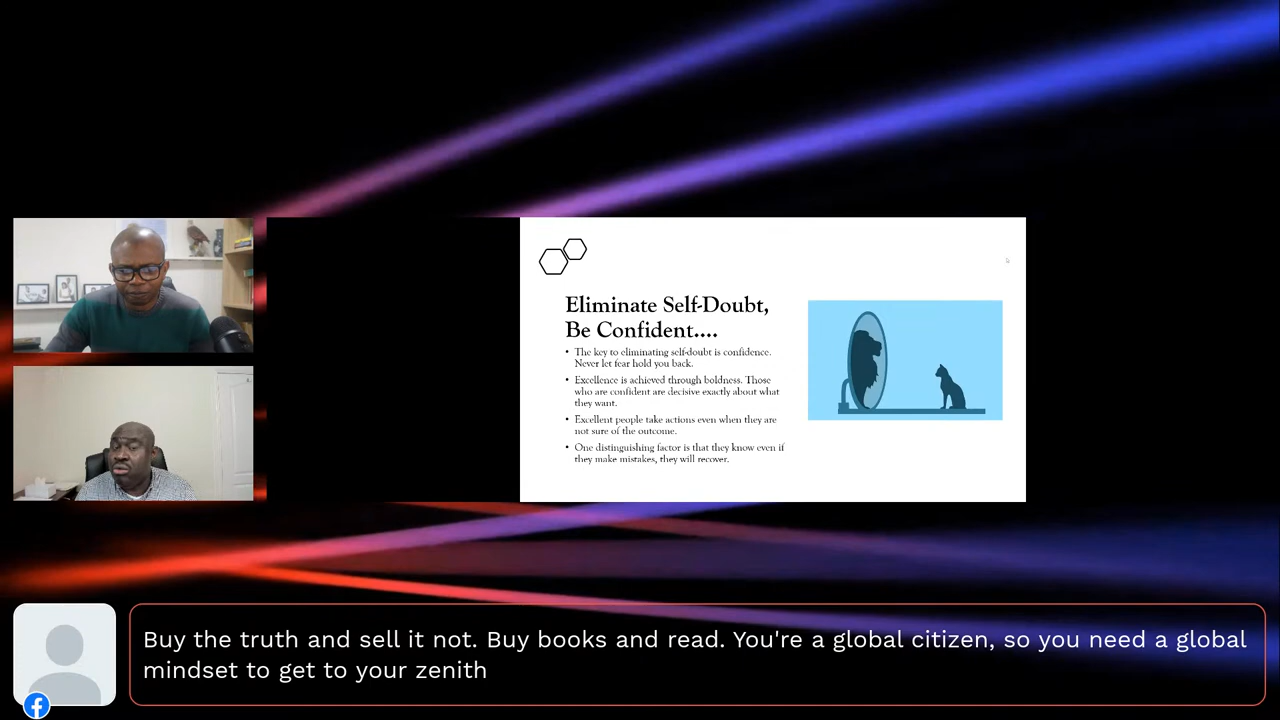 Eliminate Self-Doubt,
Be Confident....
• The key to eliminating self-doubt is confidence.
Never let fear hold you back.
• Excellence is achieved through boldness. Those
who are confident are decisive exactly about what
they want.
• Excellent people take actions even when they are
not sure of the outcome.
• One distinguishing factor is that they know even if
they make mistakes, they will recover.
Buy the truth and sell it not. Buy books and read. You're a global citizen, so you need a global
mindset to get to your zenith